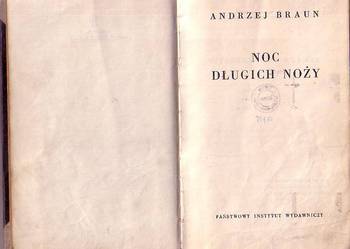 ANDRZEJ BRAUN
NOC
DŁUGICH NOŻY
PAŃSTWOWY INSTYTUT WYDAWNICZY